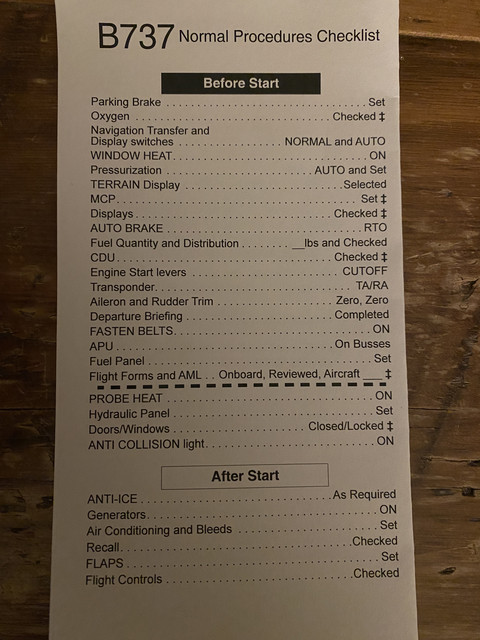 B737 Normal Procedures Checklist
Before Start
Parking Brake . . . . . . . . . . . . . . . . . . . . . . . . . . . . . . . . . . Set
Oxygen . . . . . . . . . . . . . . . . . . . . . . . . . . . . . . . . . . Checked ‡
Navigation Transfer and
Display switches . . . . . . . . . . . . . . . . . . . NORMAL and AUTO
WINDOW HEAT. . . . . . . . . . . . . . . . . . . . . . . . . . . . . . . . . ON
Pressurization . . . . . . . . . . . . . . . . . . . . . . . . AUTO and Set
TERRAIN Display . . . . . . . . . . . . . . . . . . . . . . . . . . . Selected
MCP. . . . . . . . . . . . . . . . . . . . . . . . . . . . . . . . . . . . . . . . Set ‡
Displays . . . . . . . . . . . . . . . . . . . . . . . . . . . . . . . . . Checked ‡
AUTO BRAKE . . . . . . . . . . . . . . . . . . . . . . . . . . . . . . . . . RTO
Fuel Quantity and Distribution . . . . . . . . . . __lbs and Checked
CDU . . . . . . . . . . . . . . . . . . . . . . . . . . . . . . . . . . . . Checked ‡
Engine Start levers . . . . . . . . . . . . . . . . . . . . . . . . . CUTOFF
Transponder. . . . . . . . . . . . . . . . . . . . . . . . . . . . . . . . . TA/RA
Aileron and Rudder Trim . . . . . . . . . . . . . . . . . . . . Zero, Zero
Departure Briefing . . . . . . . . . . . . . . . . . . . . . . . . . Completed
FASTEN BELTS. . . . . . . . . . . . . . . . . . . . . . . . . . . . . . . . . ON
APU . . . . . . . . . . . . . . . . . . . . . . . . . . . . . . . . . . . . On Busses
Fuel Panel . . . . . . . . . . . . . . . . . . . . . . . . . . . . . . . . . . . . . Set
Flight Forms and AML . . Onboard, Reviewed, Aircraft ___ ‡
PROBE HEAT . . . . . . . . . . . . . . . . . . . . . . . . . . . . . . . . . . ON
Hydraulic Panel . . . . . . . . . . . . . . . . . . . . . . . . . . . . . . . . . Set
Doors/Windows . . . . . . . . . . . . . . . . . . . . . . Closed/Locked ‡
ANTI COLLISION light. . . . . . . . . . . . . . . . . . . . . . . . . . . . ON
After Start
ANTI-ICE . . . . . . . . . . . . . . . . . . . . . . . . . . . . . As Required
Generators. . . . . . . . . . . . . . . . . . . . . . . . . . . . . . . . . . . . . ON
Air Conditioning and Bleeds . . . . . . . . . . . . . . . . . . . . . . Set
Recall. . . . . . . . . . . . . . . . . . . . . . . . . . . . . . . . . . .Checked
FLAPS . . . . . . . . . . . . . . . . . . . . . . . . . . . . . . . . . . . . . . . Set
Flight Controls . . . . . . . . . . . . . . . . . . . . . . . . . . . .Checked